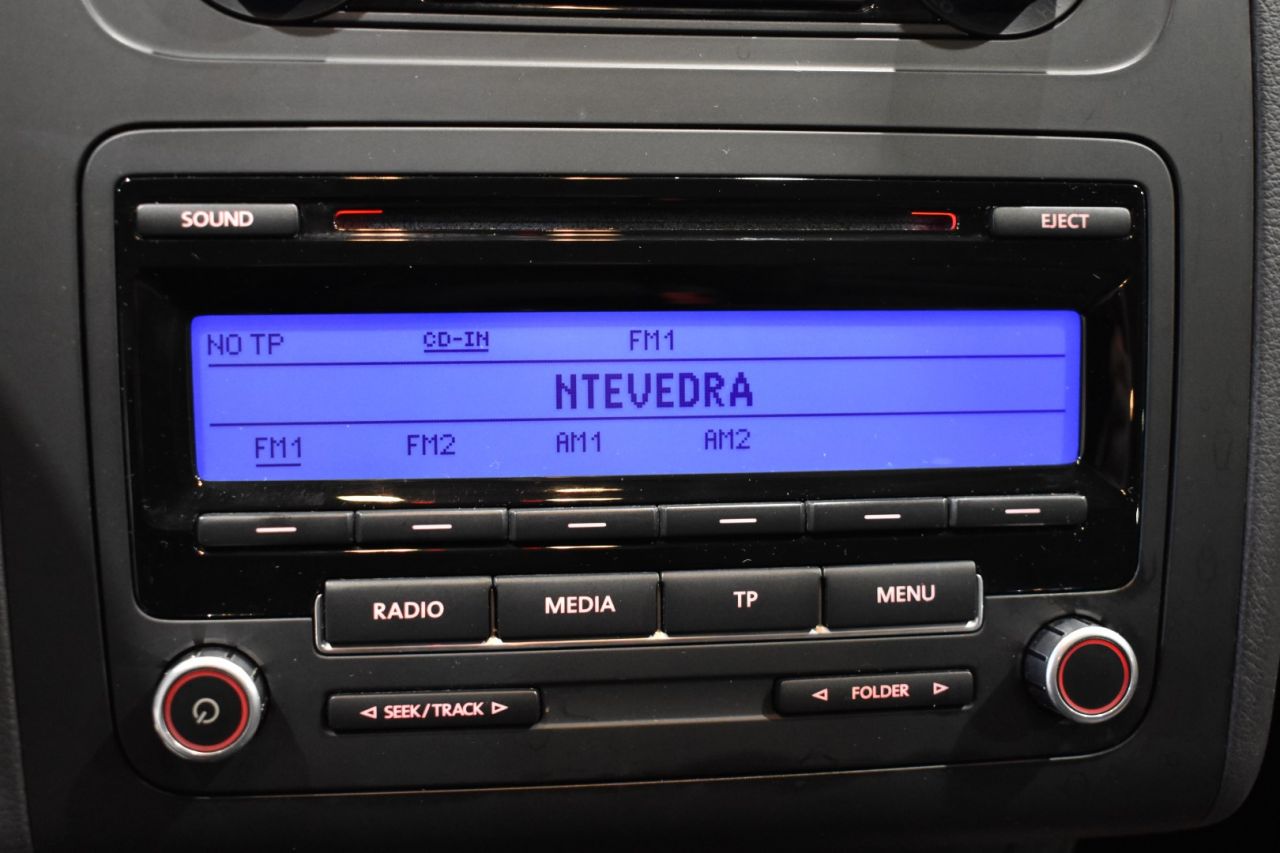 SOUND EJECT
NO TP CD-IN FM1
NTEVEDRA
FM1 FM2 AM1 AM2
RADIO MEDIA TP MENU
SEEK/TRACK FOLDER